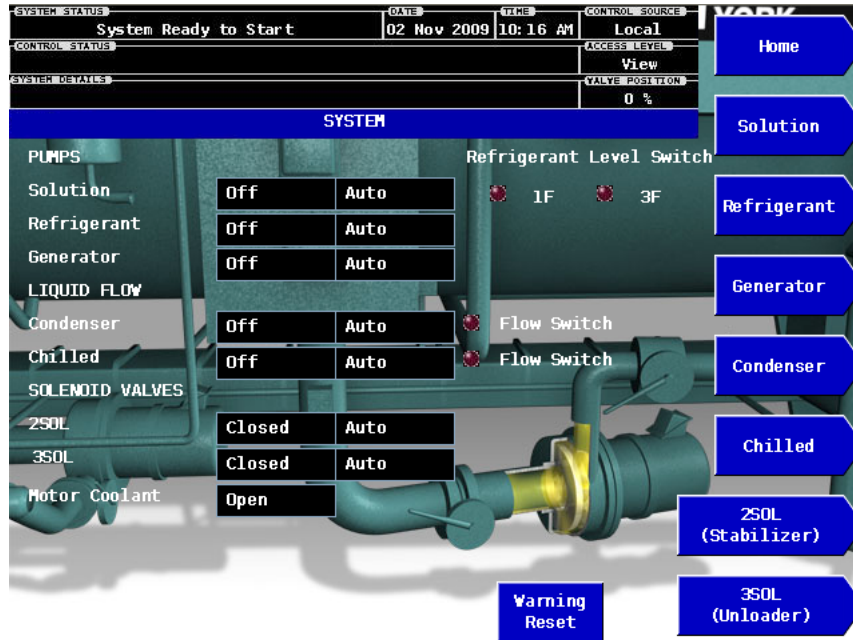 SYSTEM STATUS
System Ready to Start
DATE
02 Nov 2009
TIME
10:16 AM
CONTROL SOURCE
Local
CONTROL STATUS
ACCESS LEVEL
View
SYSTEM DETAILS
VALVE POSITION
0 %
YORK
Home
SYSTEM
Solution
PUMPS
Refrigerant Level Switch
Solution Off Auto
1F 3F
Refrigerant
Refrigerant Off Auto
Generator Off Auto
Generator
LIQUID FLOW
Condenser Off Auto Flow Switch
Chilled Off Auto Flow Switch
Condenser
SOLENOID VALVES
2SOL Closed Auto
Chilled
3SOL Closed Auto
Motor Coolant Open
2SOL
(Stabilizer)
Warning
Reset
3SOL
(Unloader)